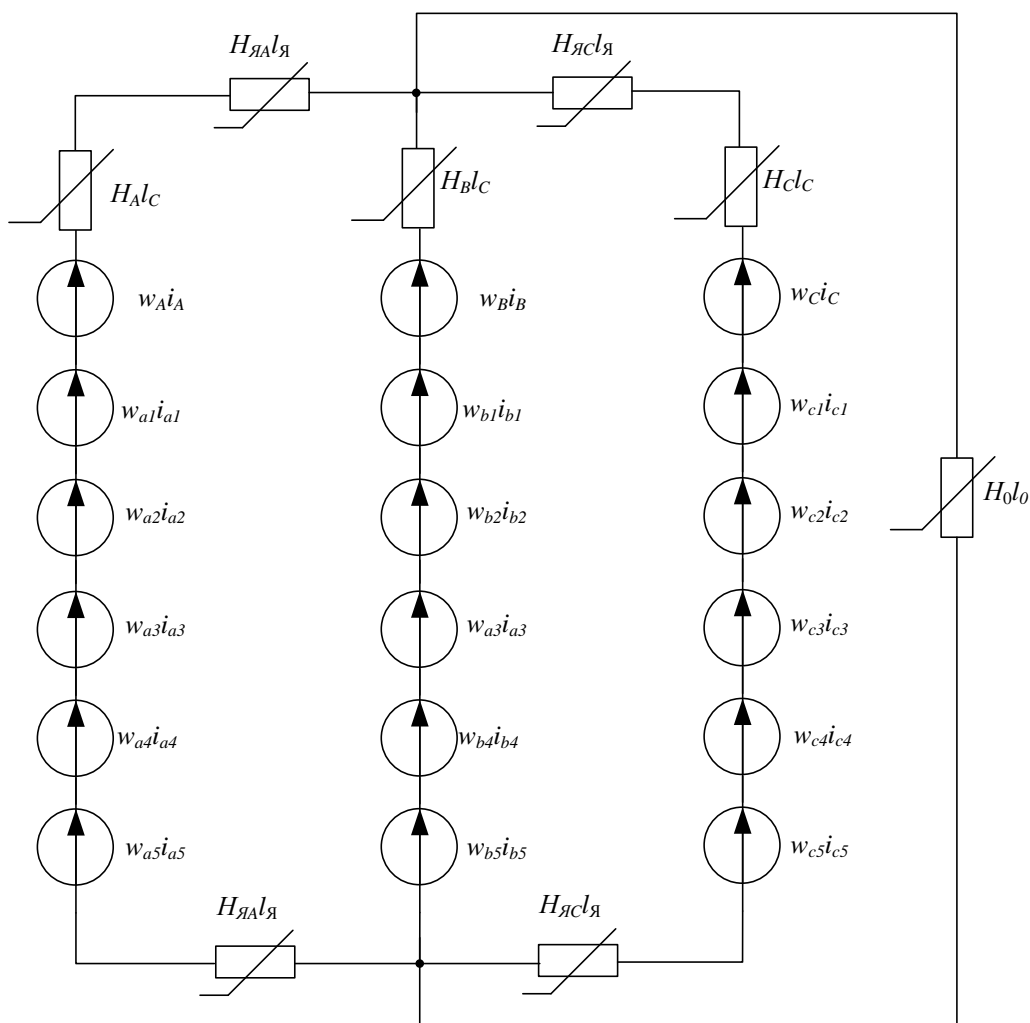 HЯAlЯ HЯClЯ
HAlC HBlC HClC
wAiA wBiB wCiC
wa1ia1 wb1ib1 wc1ic1
wa2ia2 wb2ib2 wc2ic2
H0l0
wa3ia3 wa3ia3 wc3ic3
wa4ia4 wb4ib4 wc4ic4
wa5ia5 wb5ib5 wc5ic5
HЯAlЯ HЯClЯ